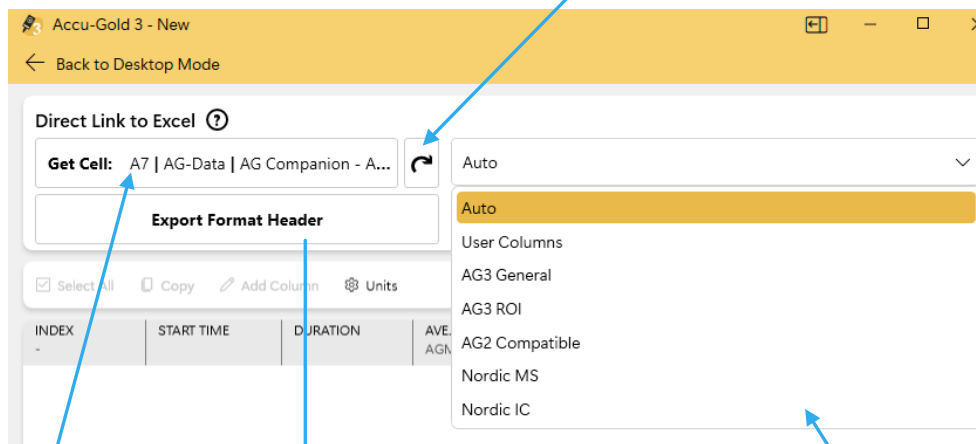 Accu-Gold 3 - New
Back to Desktop Mode
Direct Link to Excel ?
Get Cell: A7 | AG-Data | AG Companion - A...
Auto
Export Format Header
Auto
User Columns
AG3 General
AG3 ROI
AG2 Compatible
Nordic MS
Nordic IC
Select All Copy Add Column Units
INDEX START TIME DURATION AVE.
- AGM